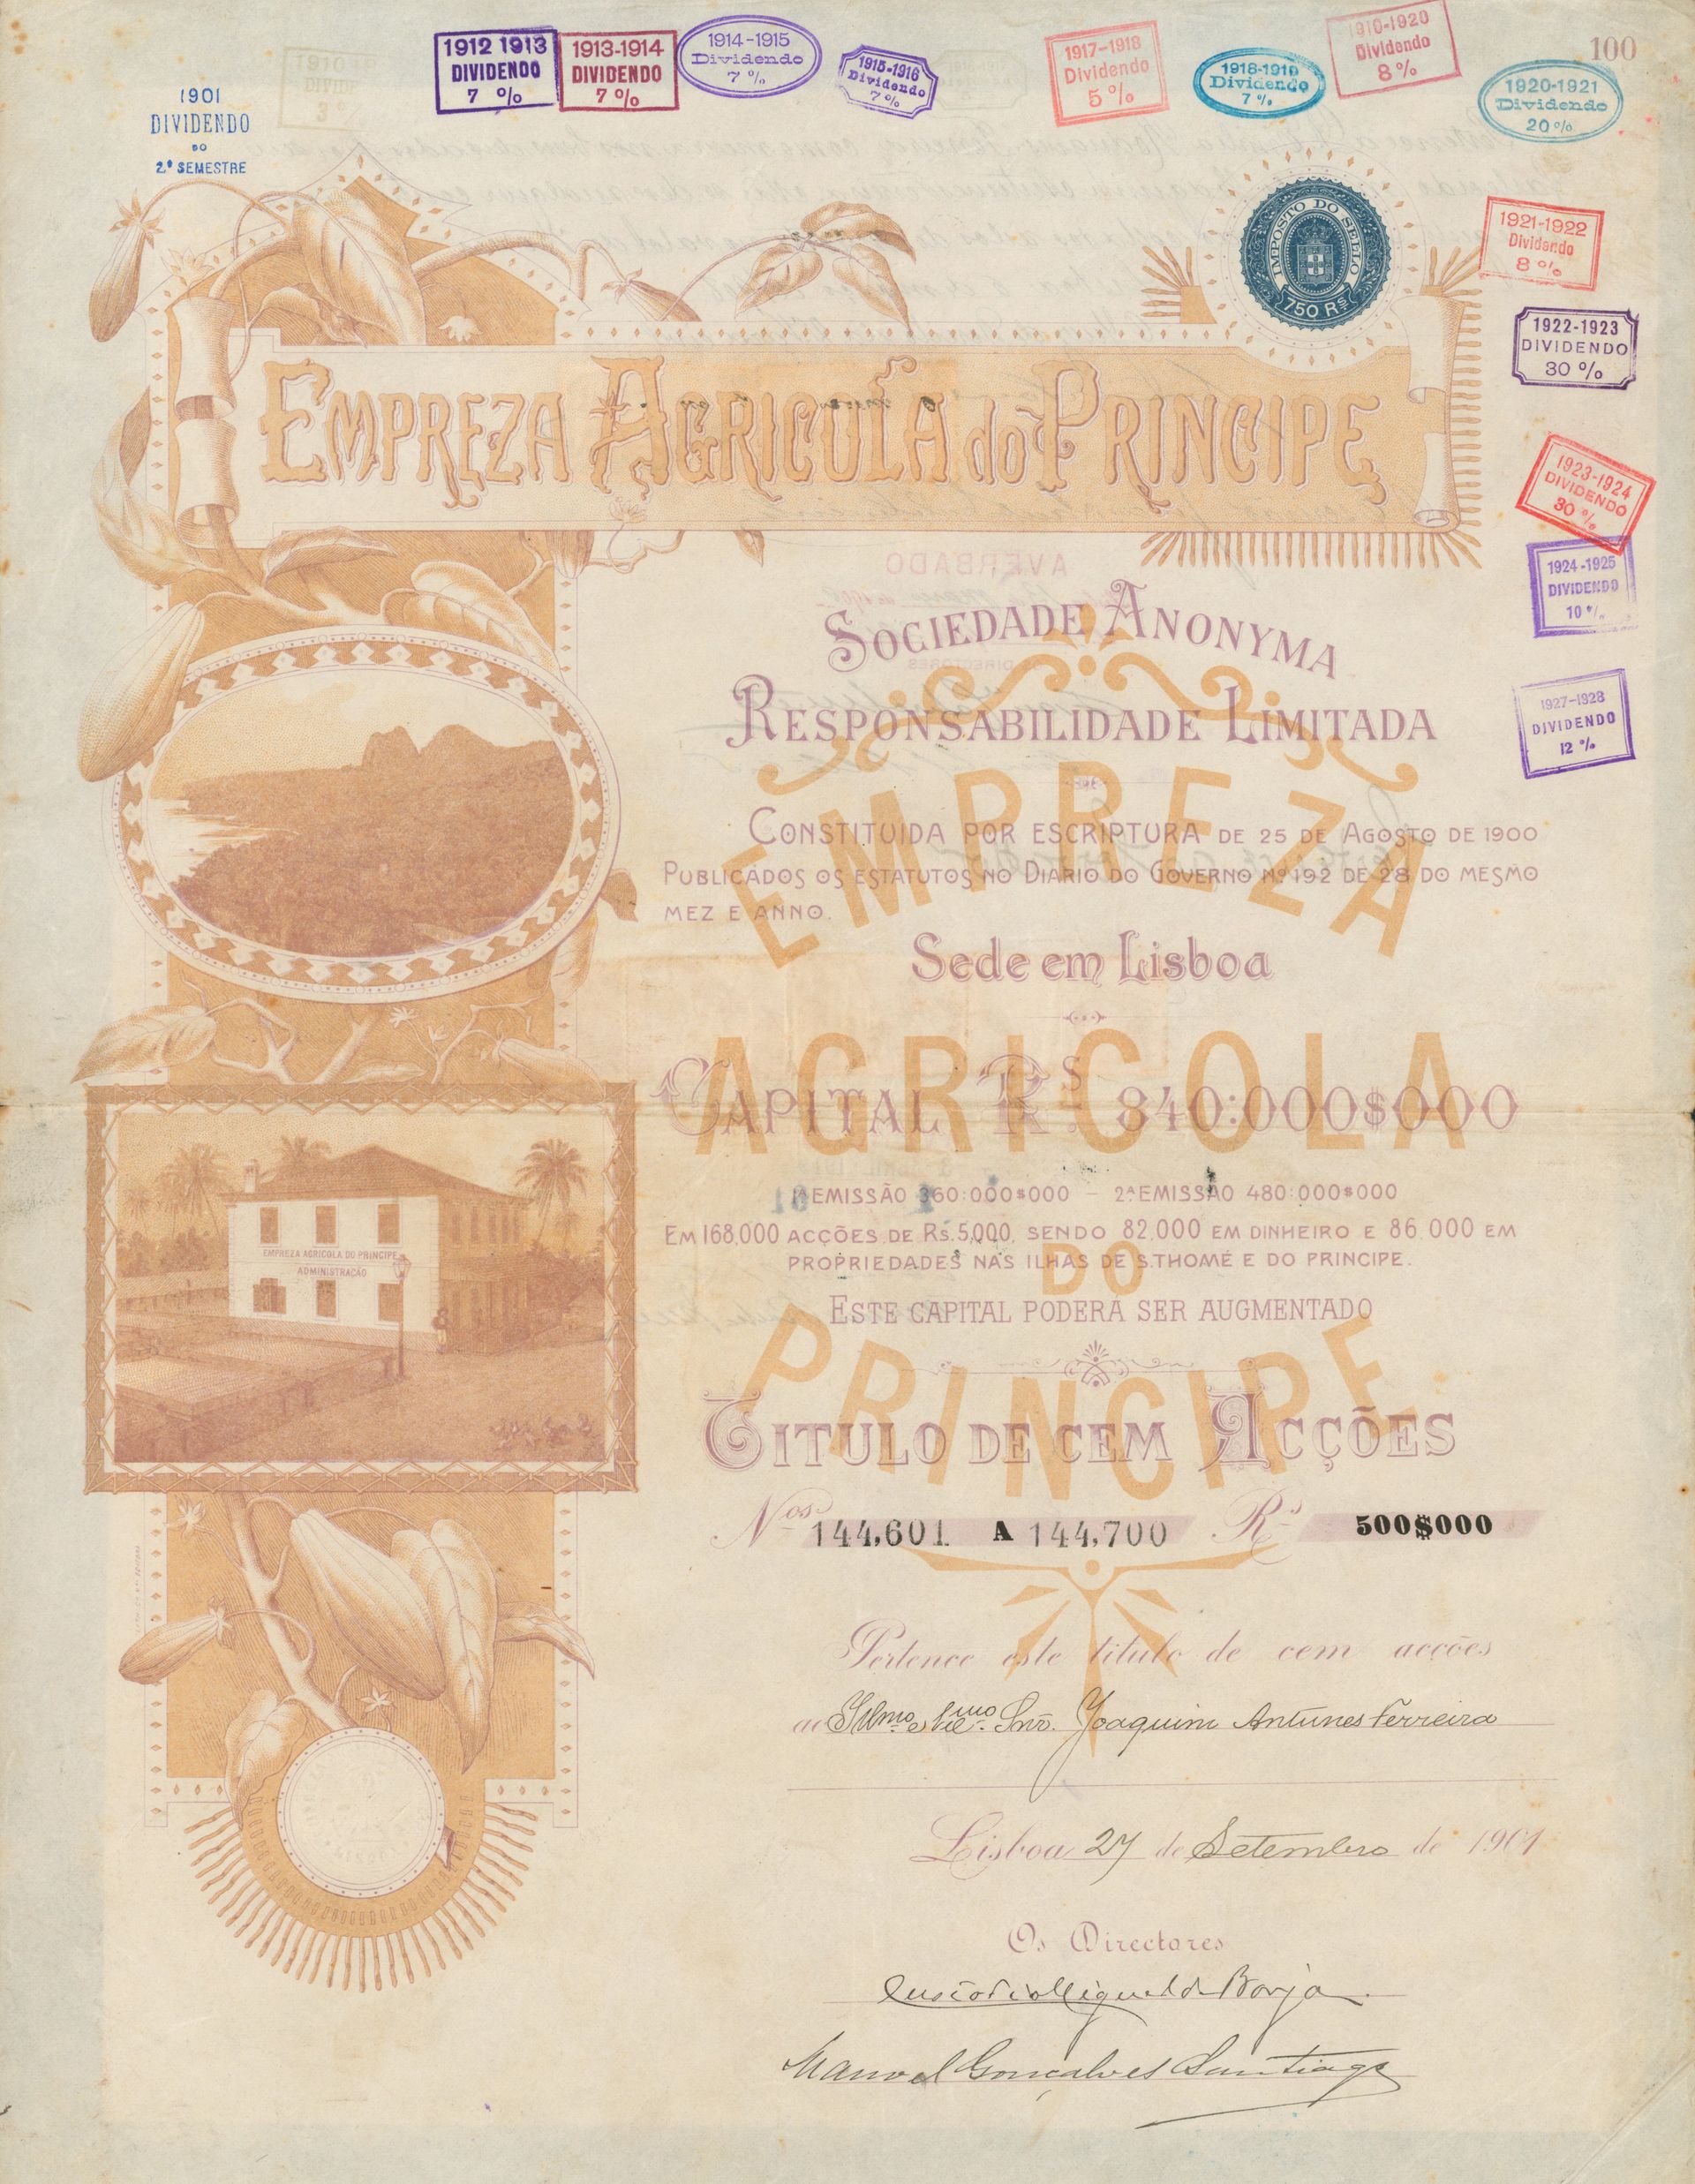 1901
DIVIDENDO
DO
2.º SEMESTRE
1912 1913
DIVIDENDO
7 %
1913-1914
DIVIDENDO
7 %
1914-1915
Dividendo
7 %
1915-1916
Dividendo
7 %
1917-1918
Dividendo
5 %
1918-1919
Dividendo
7 %
1919-1920
Dividendo
8 %
100
1920-1921
Dividendo
20 %
1921-1922
Dividendo
8 %
1922-1923
DIVIDENDO
30 %
1923-1924
DIVIDENDO
30 %
1924-1925
DIVIDENDO
10 %
1927-1928
DIVIDENDO
12 %
IMPOSTO DO SELLO
750 Rs
EMPREZA AGRICULA do PRINCIPE
AVERBADO
SOCIEDADE ANONYMA
RESPONSABILIDADE LIMITADA
CONSTITUIDA POR ESCRIPTURA DE 25 DE AGOSTO DE 1900
PUBLICADOS OS ESTATUTOS NO DIARIO DO GOVERNO Nº 192 DE 28 DO MESMO
MEZ E ANNO.
Sede em Lisboa
CAPITAL RS 840:000$000
1ª EMISSÃO 360:000$000 - 2ª EMISSÃO 480:000$000
EM 168,000 ACÇÕES DE Rs. 5,000, SENDO 82,000 EM DINHEIRO E 86,000 EM
PROPRIEDADES NAS ILHAS DE S. THOMÉ E DO PRINCIPE.
ESTE CAPITAL PODERÁ SER AUGMENTADO
EMPREZA
AGRICOLA
DO
PRINCIPE
EMPREZA AGRICOLA DO PRINCIPE
ADMINISTRAÇÃO
TITULO DE CEM ACÇÕES
Nos 144,601 A 144,700 Rs 500$000
Pertence este titulo de cem acções
ao Illmo e Exmo Snr. Joaquim Antunes Ferreira
Lisboa 27 de Setembro de 1901
Os Directores
Custodio Miguel de Borja
Manoel Gonçalves Santiago